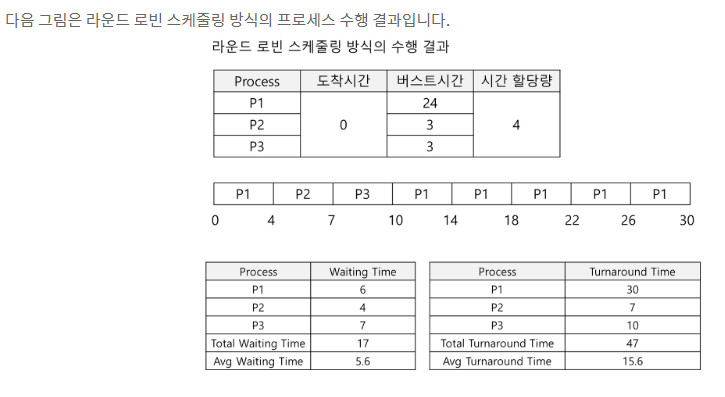 다음 그림은 라운드 로빈 스케줄링 방식의 프로세스 수행 결과입니다.
라운드 로빈 스케줄링 방식의 수행 결과
Process 도착시간 버스트시간 시간 할당량
P1 24
P2 0 3 4
P3 3
P1 P2 P3 P1 P1 P1 P1 P1
0 4 7 10 14 18 22 26 30
Process Waiting Time
P1 6
P2 4
P3 7
Total Waiting Time 17
Avg Waiting Time 5.6
Process Turnaround Time
P1 30
P2 7
P3 10
Total Turnaround Time 47
Avg Turnaround Time 15.6